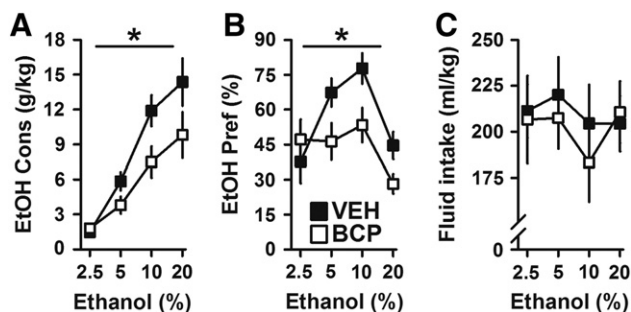 A
EtOH Cons (g/kg)
18
15
12
9
6
3
0
*
2.5 5 10 20
Ethanol (%)
B
EtOH Pref (%)
90
75
60
45
30
15
0
*
VEH
BCP
2.5 5 10 20
Ethanol (%)
C
Fluid intake (ml/kg)
250
225
200
175
0
2.5 5 10 20
Ethanol (%)